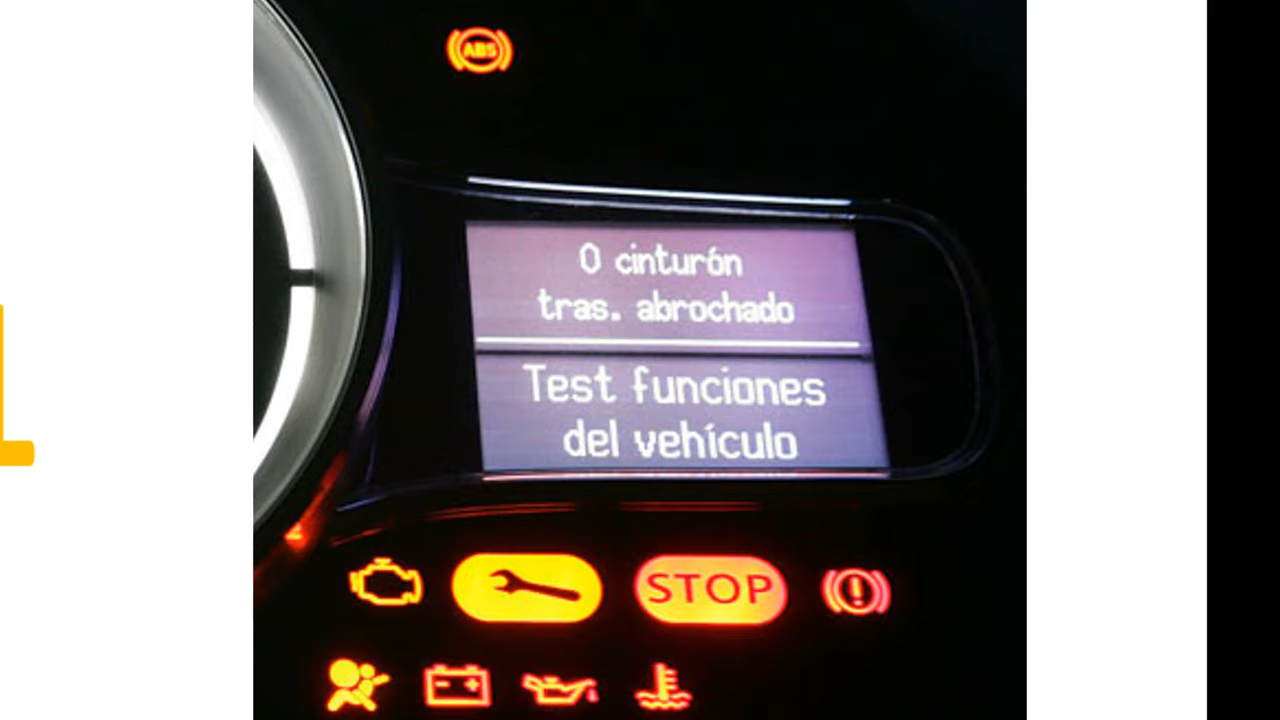 ABS
0 cinturón
tras. abrochado
Test funciones
del vehículo
STOP